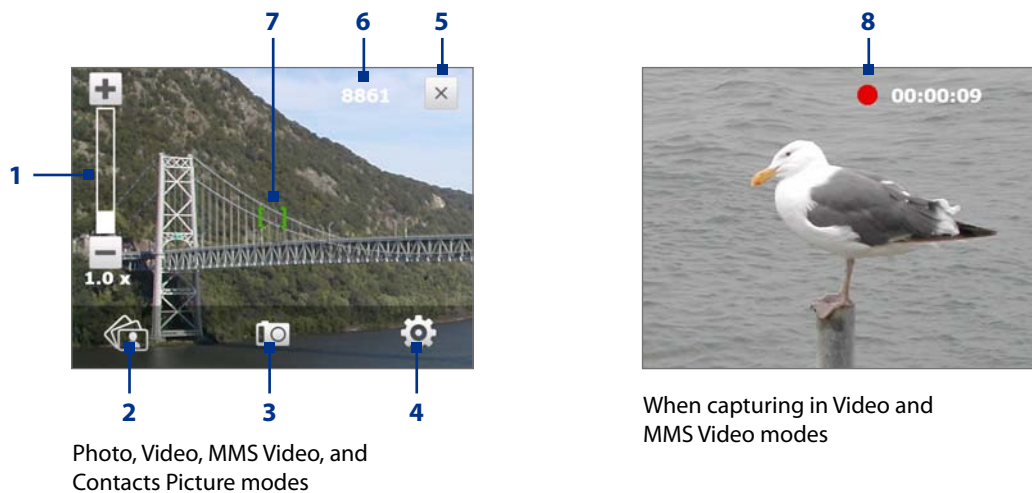 7 6 5 8
8861
00:00:09
1
1.0 x
2 3 4
Photo, Video, MMS Video, and
Contacts Picture modes
When capturing in Video and
MMS Video modes